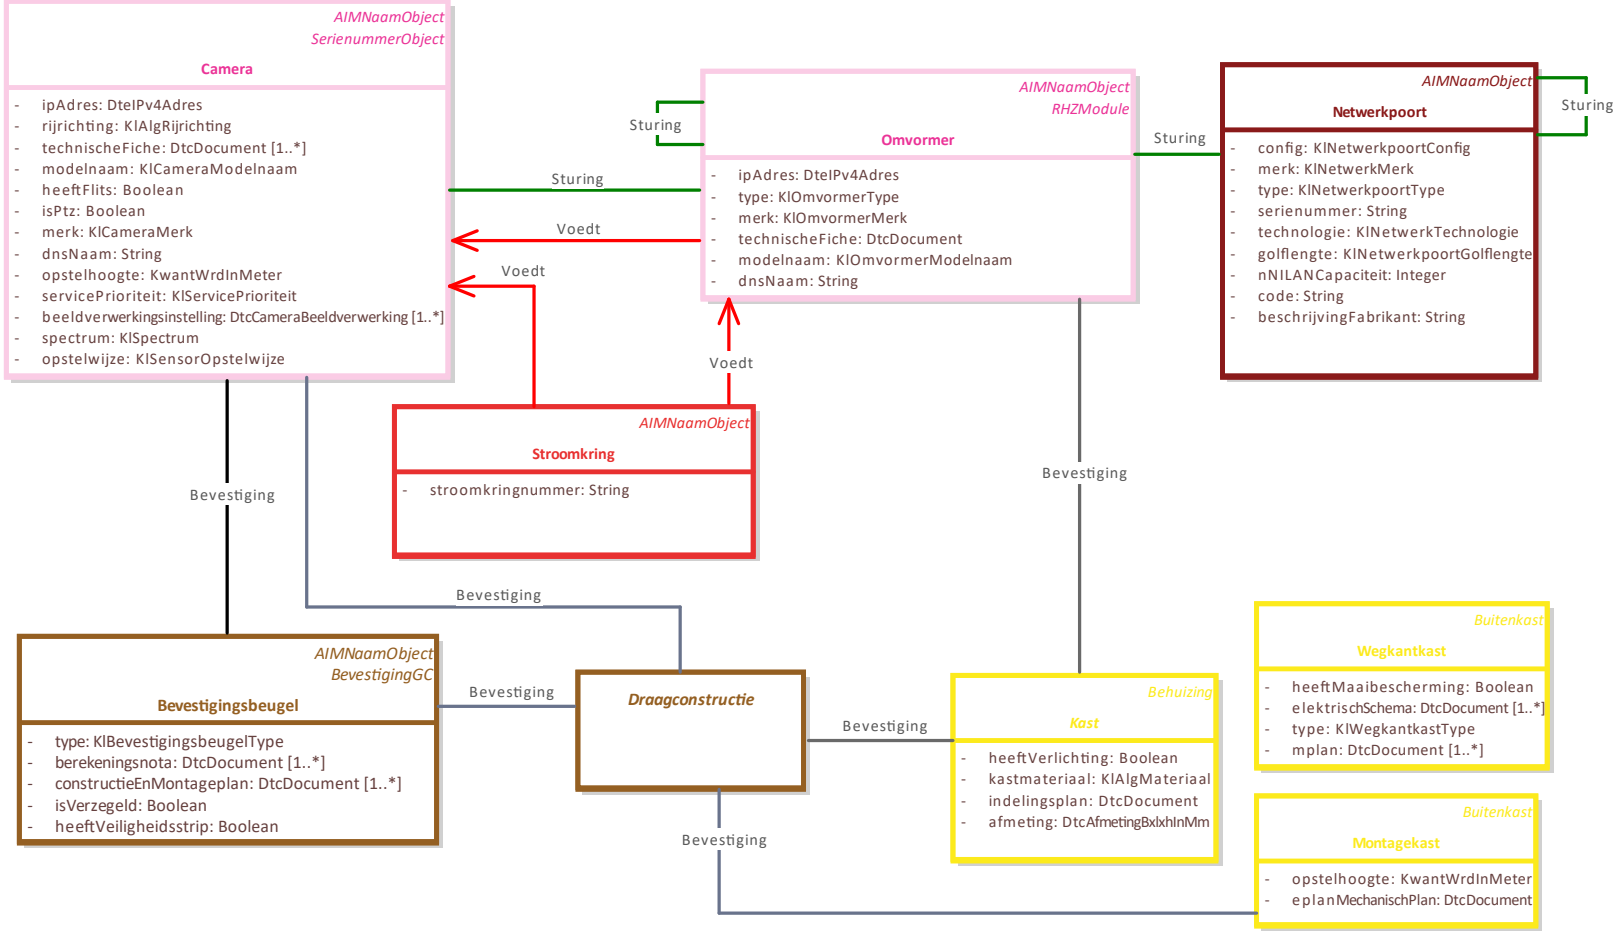 AIMNaamObject
SerienummerObject
Camera
- ipAdres: DteIPv4Adres
- rijrichting: KlAlgRijrichting
- technischeFiche: DtcDocument [1..*]
- modelnaam: KlCameraModelnaam
- heeftFlits: Boolean
- isPtz: Boolean
- merk: KlCameraMerk
- dnsNaam: String
- opstelhoogte: KwantWrdInMeter
- servicePrioriteit: KlServicePrioriteit
- beeldverwerkingsinstelling: DtcCameraBeeldverwerking [1..*]
- spectrum: KlSpectrum
- opstelwijze: KlSensorOpstelwijze
Sturing
Sturing
Voedt
Voedt
AIMNaamObject
RHZModule
Omvormer
- ipAdres: DteIPv4Adres
- type: KlOmvormerType
- merk: KlOmvormerMerk
- technischeFiche: DtcDocument
- modelnaam: KlOmvormerModelnaam
- dnsNaam: String
Sturing
AIMNaamObject
Netwerkpoort
- config: KlNetwerkpoortConfig
- merk: KlNetwerkMerk
- type: KlNetwerkpoortType
- serienummer: String
- technologie: KlNetwerkTechnologie
- golflengte: KlNetwerkpoortGolflengte
- nNILANCapaciteit: Integer
- code: String
- beschrijvingFabrikant: String
Sturing
Voedt
AIMNaamObject
Stroomkring
- stroomkringnummer: String
Bevestiging
Bevestiging
Bevestiging
AIMNaamObject
BevestigingGC
Bevestigingsbeugel
- type: KlBevestigingsbeugelType
- berekeningsnota: DtcDocument [1..*]
- constructieEnMontageplan: DtcDocument [1..*]
- isVerzegeld: Boolean
- heeftVeiligheidsstrip: Boolean
Bevestiging
Draagconstructie
Bevestiging
Bevestiging
Behuizing
Kast
- heeftVerlichting: Boolean
- kastmateriaal: KlAlgMateriaal
- indelingsplan: DtcDocument
- afmeting: DtcAfmetingBxlxhInMm
Buitenkast
Wegkantkast
- heeftMaaibescherming: Boolean
- elektrischSchema: DtcDocument [1..*]
- type: KlWegkantkastType
- mplan: DtcDocument [1..*]
Buitenkast
Montagekast
- opstelhoogte: KwantWrdInMeter
- eplanMechanischPlan: DtcDocument